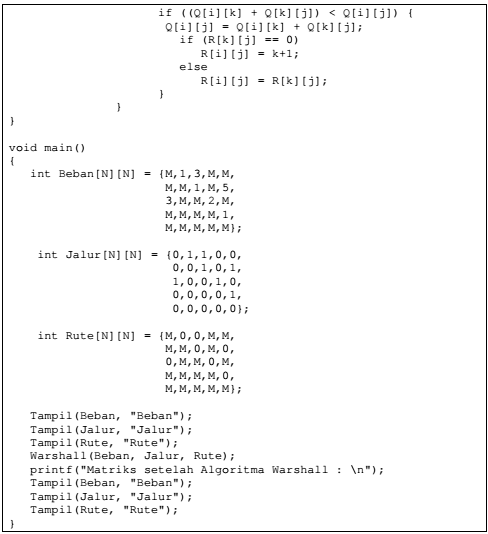 if ((Q[i][k] + Q[k][j]) < Q[i][j]) {
Q[i][j] = Q[i][k] + Q[k][j];
if (R[k][j] == 0)
R[i][j] = k+1;
else
R[i][j] = R[k][j];
}
}
}
void main()
{
int Beban[N][N] = {M,1,3,M,M,
M,M,1,M,5,
3,M,M,2,M,
M,M,M,M,1,
M,M,M,M,M};
int Jalur[N][N] = {0,1,1,0,0,
0,0,1,0,1,
1,0,0,1,0,
0,0,0,0,1,
0,0,0,0,0};
int Rute[N][N] = {M,0,0,M,M,
M,M,0,M,0,
0,M,M,0,M,
M,M,M,M,0,
M,M,M,M,M};
Tampil(Beban, "Beban");
Tampil(Jalur, "Jalur");
Tampil(Rute, "Rute");
Warshall(Beban, Jalur, Rute);
printf("Matriks setelah Algoritma Warshall : \n");
Tampil(Beban, "Beban");
Tampil(Jalur, "Jalur");
Tampil(Rute, "Rute");
}